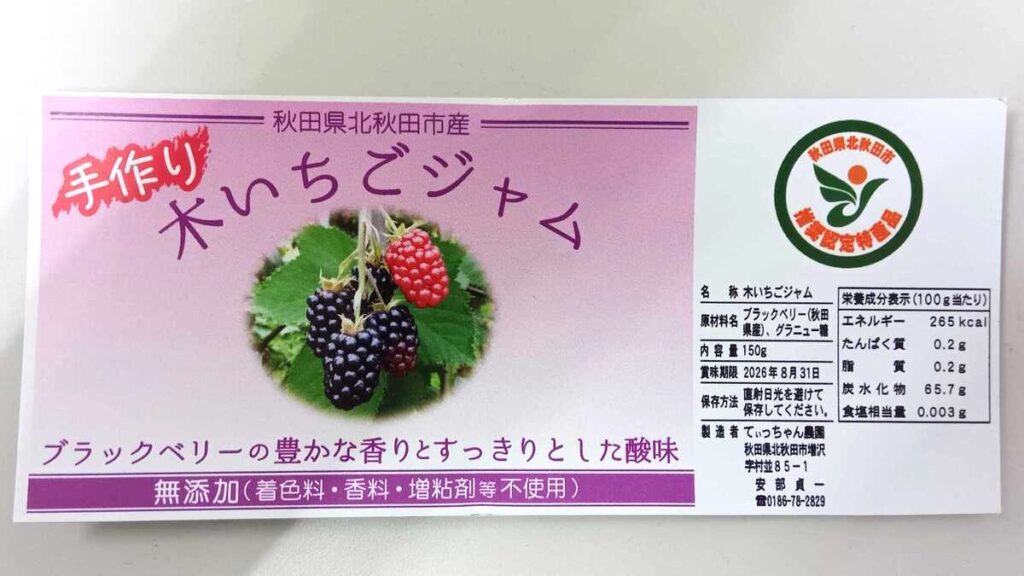 秋田県北秋田市産
手作り
木いちごジャム
ブラックベリーの豊かな香りとすっきりとした酸味
無添加(着色料・香料・増粘剤等不使用)
秋田県北秋田市
推奨認定特産品
名称 木いちごジャム
原材料名 ブラックベリー(秋田
県産)、グラニュー糖
内容量 150g
賞味期限 2026年8月31日
保存方法 直射日光を避けて
保存してください。
製造者 てぃっちゃん農園
秋田県北秋田市増沢
字村並85-1
安部貞一
☎0186-78-2829
栄養成分表示(100g当たり)
エネルギー 265kcal
たんぱく質 0.2g
脂質 0.2g
炭水化物 65.7g
食塩相当量 0.003g